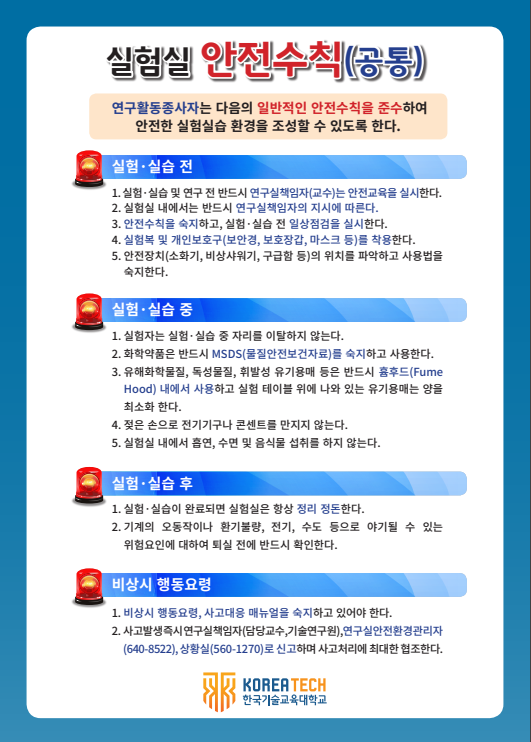 실험실 안전수칙(공통)
연구활동종사자는 다음의 일반적인 안전수칙을 준수하여
안전한 실험실습 환경을 조성할 수 있도록 한다.
실험·실습 전
1. 실험·실습 및 연구 전 반드시 연구실책임자(교수)는 안전교육을 실시한다.
2. 실험실 내에서는 반드시 연구실책임자의 지시에 따른다.
3. 안전수칙을 숙지하고, 실험·실습 전 일상점검을 실시한다.
4. 실험복 및 개인보호구(보안경, 보호장갑, 마스크 등)를 착용한다.
5. 안전장치(소화기, 비상샤워기, 구급함 등)의 위치를 파악하고 사용법을
숙지한다.
실험·실습 중
1. 실험자는 실험·실습 중 자리를 이탈하지 않는다.
2. 화학약품은 반드시 MSDS(물질안전보건자료)를 숙지하고 사용한다.
3. 유해화학물질, 독성물질, 휘발성 유기용매 등은 반드시 흄후드(Fume
Hood) 내에서 사용하고 실험 테이블 위에 나와 있는 유기용매는 양을
최소화 한다.
4. 젖은 손으로 전기기구나 콘센트를 만지지 않는다.
5. 실험실 내에서 흡연, 수면 및 음식물 섭취를 하지 않는다.
실험·실습 후
1. 실험·실습이 완료되면 실험실은 항상 정리 정돈한다.
2. 기계의 오동작이나 환기불량, 전기, 수도 등으로 야기될 수 있는
위험요인에 대하여 퇴실 전에 반드시 확인한다.
비상시 행동요령
1. 비상시 행동요령, 사고대응 매뉴얼을 숙지하고 있어야 한다.
2. 사고발생즉시연구실책임자(담당교수,기술연구원),연구실안전환경관리자
(640-8522), 상황실(560-1270)로 신고하며 사고처리에 최대한 협조한다.
KOREATECH
한국기술교육대학교